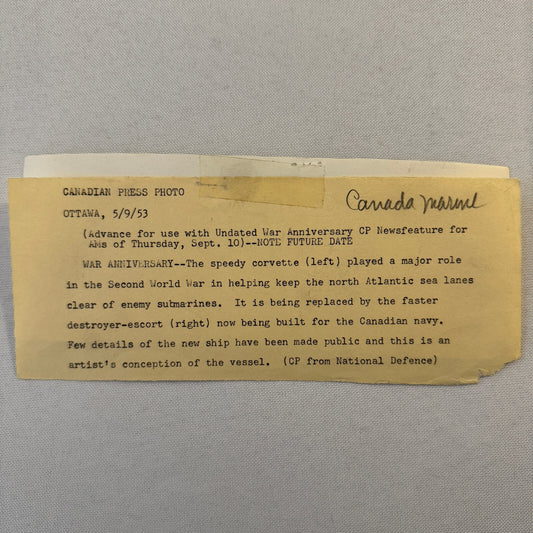 CANADIAN PRESS PHOTO
Canada marine
OTTAWA, 5/9/53
(Advance for use with Undated War Anniversary CP Newsfeature for
AMs of Thursday, Sept. 10)--NOTE FUTURE DATE
WAR ANNIVERSARY--The speedy corvette (left) played a major role
in the Second World War in helping keep the north Atlantic sea lanes
clear of enemy submarines. It is being replaced by the faster
destroyer-escort (right) now being built for the Canadian navy.
Few details of the new ship have been made public and this is an
artist's conception of the vessel. (CP from National Defence)